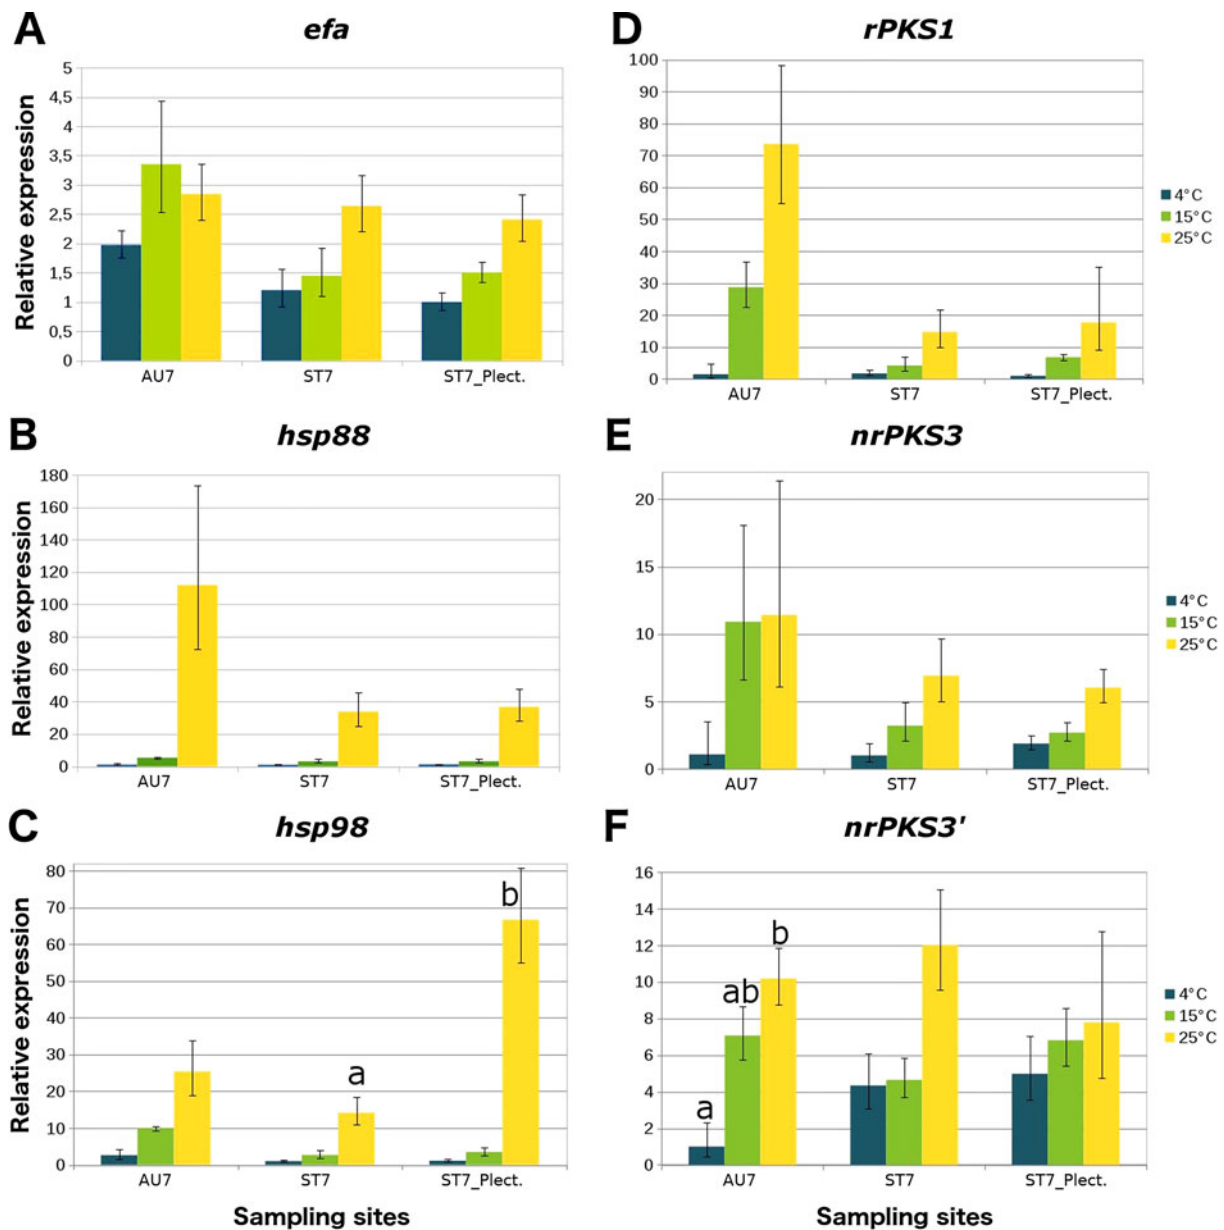 A
efa
Relative expression
5
4,5
4
3,5
3
2,5
2
1,5
1
0,5
0
AU7 ST7 ST7_Plect.
D
rPKS1
100
90
80
70
60
50
40
30
20
10
0
AU7 ST7 ST7_Plect.
4°C
15°C
25°C
B
hsp88
Relative expression
180
160
140
120
100
80
60
40
20
0
AU7 ST7 ST7_Plect.
E
nrPKS3
20
15
10
5
0
AU7 ST7 ST7_Plect.
4°C
15°C
25°C
C
hsp98
Relative expression
80
70
60
50
40
30
20
10
0
a
b
AU7 ST7 ST7_Plect.
Sampling sites
F
nrPKS3'
16
14
12
10
8
6
4
2
0
a
ab
b
AU7 ST7 ST7_Plect.
Sampling sites
4°C
15°C
25°C